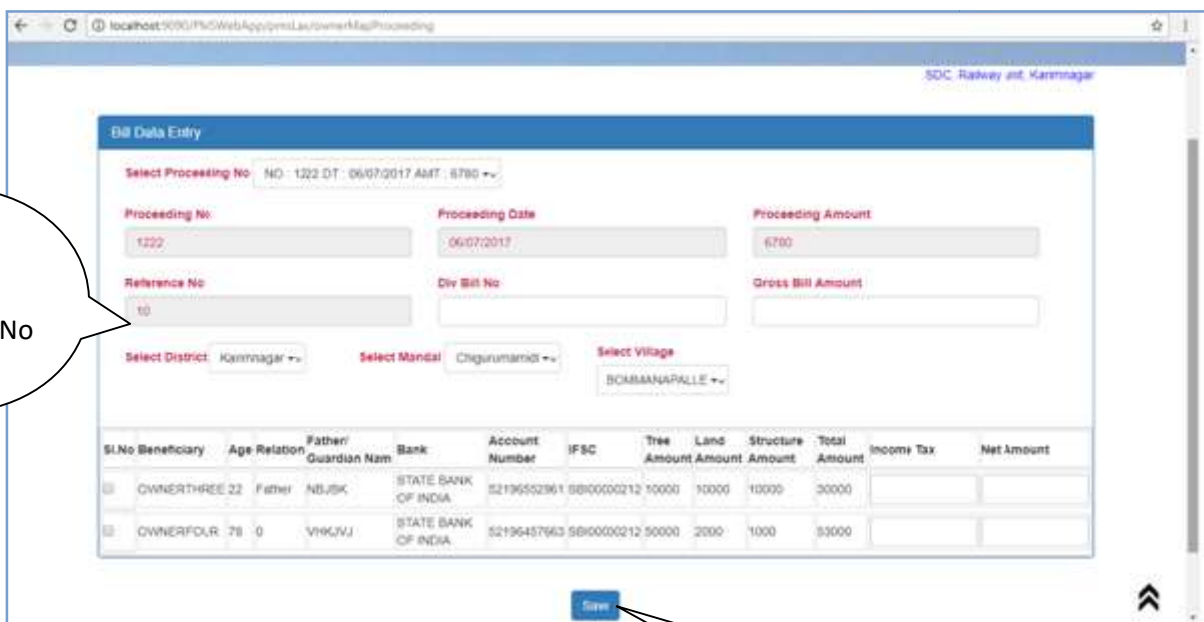 localhost:9090/PMSWebApp/pmsLao/ownerMapProceeding
SDC, Railway unit, Karimnagar
Bill Data Entry
Select Proceeding No NO : 1222 DT : 06/07/2017 AMT : 6780
Proceeding No Proceeding Date Proceeding Amount
1222 06/07/2017 6780
Reference No Div Bill No Gross Bill Amount
10
No
Select District Karimnagar Select Mandal Chigurumamidi Select Village
BOMMANAPALLE
Sl.No Beneficiary Age Relation Father/ Guardian Nam Bank Account Number IFSC Tree Amount Land Amount Structure Amount Total Amount Income Tax Net Amount
OWNERTHREE 22 Father NBJBK STATE BANK OF INDIA 52196552961 SBI00000212 10000 10000 10000 30000
OWNERFOUR 78 0 VHKJVJ STATE BANK OF INDIA 52196457663 SBI00000212 50000 2000 1000 53000
Save